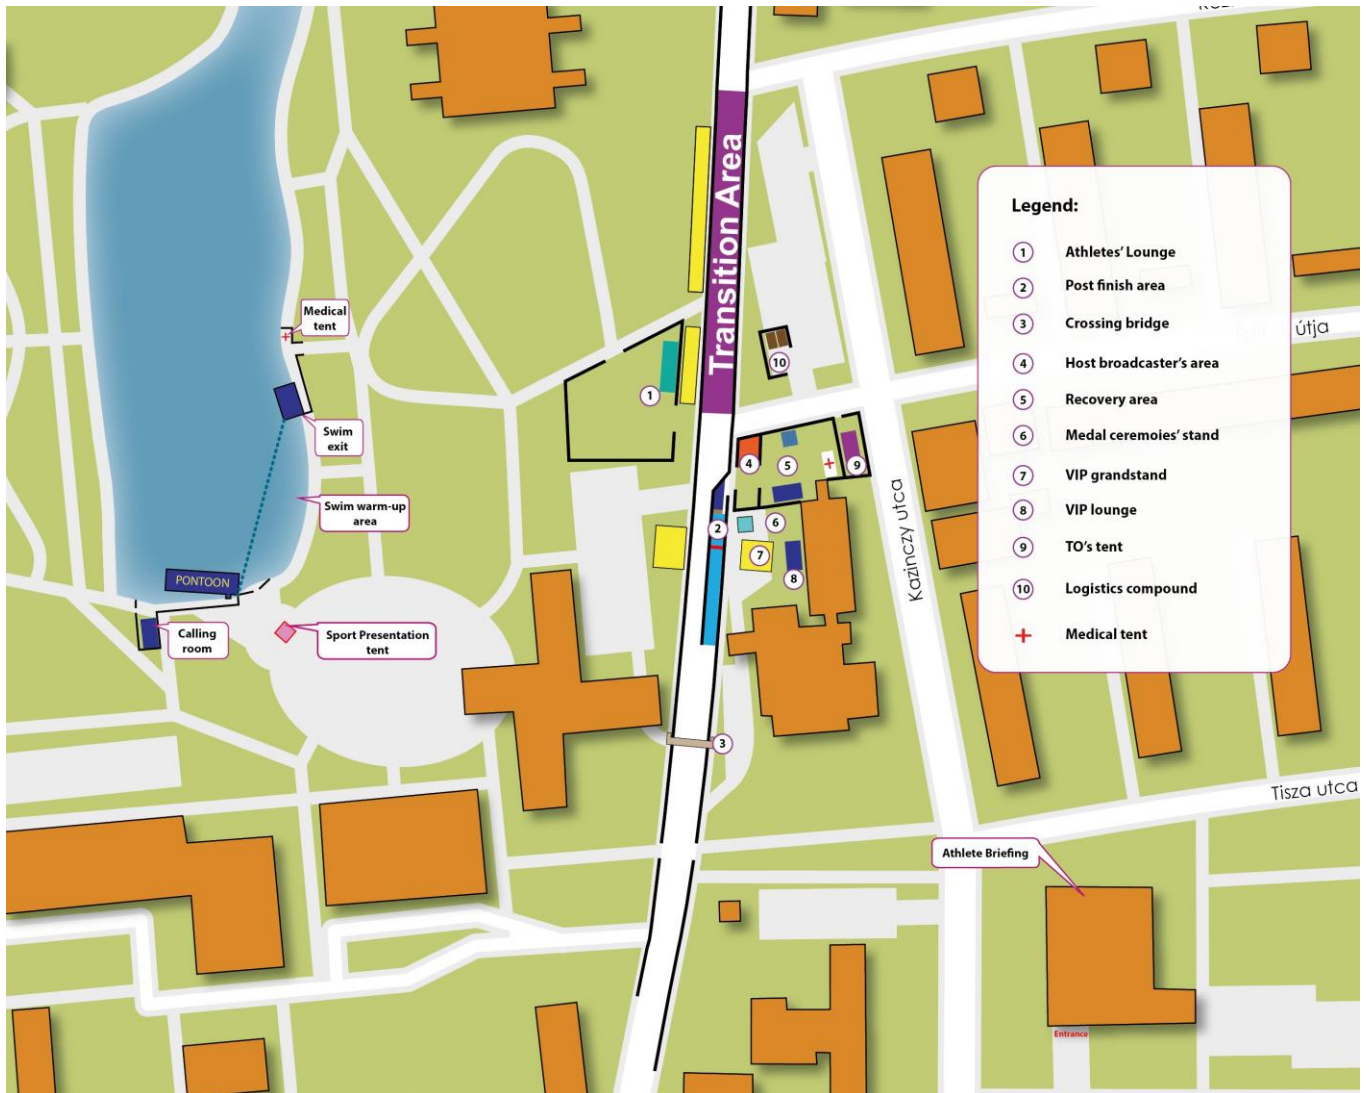 Transition Area
Legend:
1 Athletes' Lounge
2 Post finish area
3 Crossing bridge
4 Host broadcaster's area
5 Recovery area
6 Medal ceremoies' stand
7 VIP grandstand
8 VIP lounge
9 TO's tent
10 Logistics compound
+ Medical tent
útja
Medical
tent
10
1
Swim
exit
4
5
9
Swim warm-up
area
2
6
7
8
Kazinczy utca
PONTOON
Calling
room
Sport Presentation
tent
3
Tisza utca
Athlete Briefing
Entrance